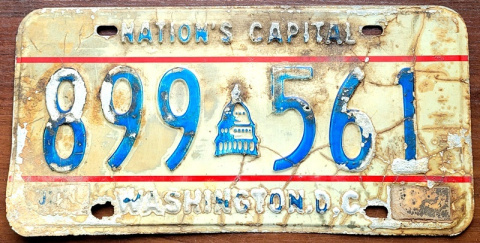 NATION'S CAPITAL
899 561
WASHINGTON, D.C.